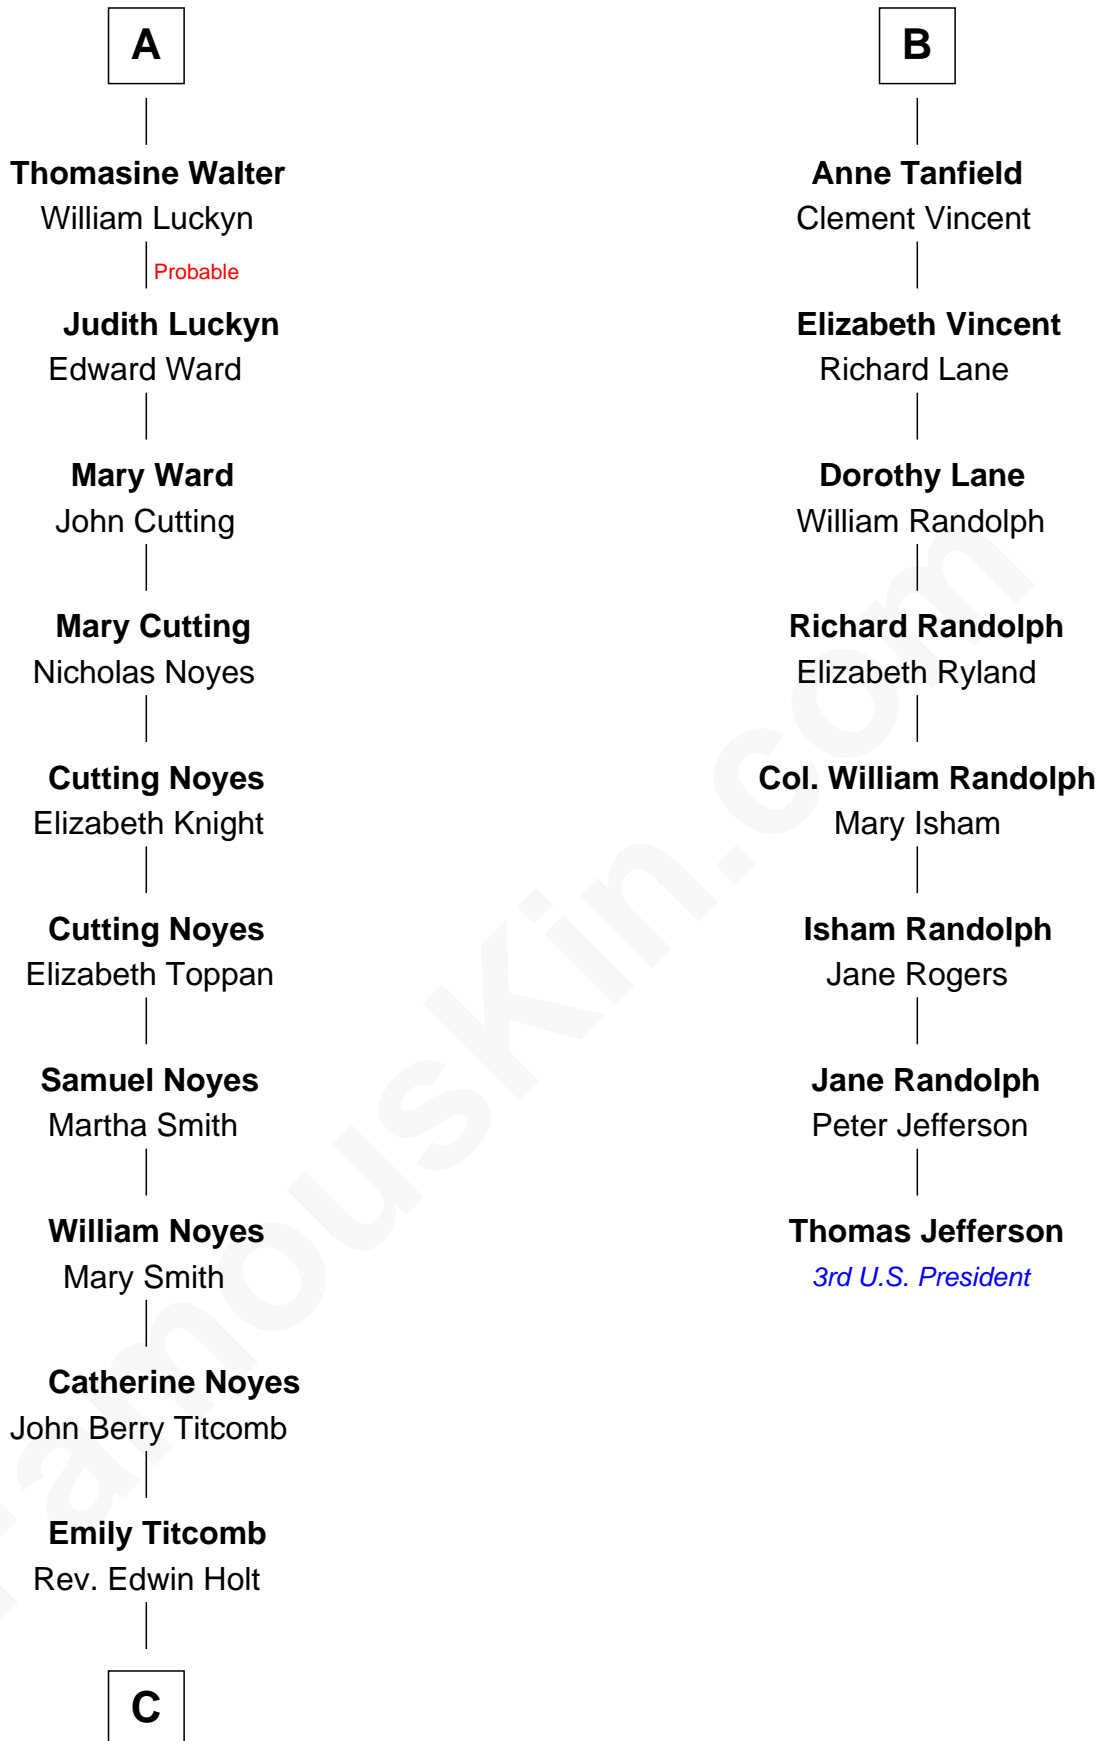 A
Thomasine Walter
William Luckyn
Probable
Judith Luckyn
Edward Ward
Mary Ward
John Cutting
Mary Cutting
Nicholas Noyes
Cutting Noyes
Elizabeth Knight
Cutting Noyes
Elizabeth Toppan
Samuel Noyes
Martha Smith
William Noyes
Mary Smith
Catherine Noyes
John Berry Titcomb
Emily Titcomb
Rev. Edwin Holt
C
B
Anne Tanfield
Clement Vincent
Elizabeth Vincent
Richard Lane
Dorothy Lane
William Randolph
Richard Randolph
Elizabeth Ryland
Col. William Randolph
Mary Isham
Isham Randolph
Jane Rogers
Jane Randolph
Peter Jefferson
Thomas Jefferson
3rd U.S. President
FamousKin.com